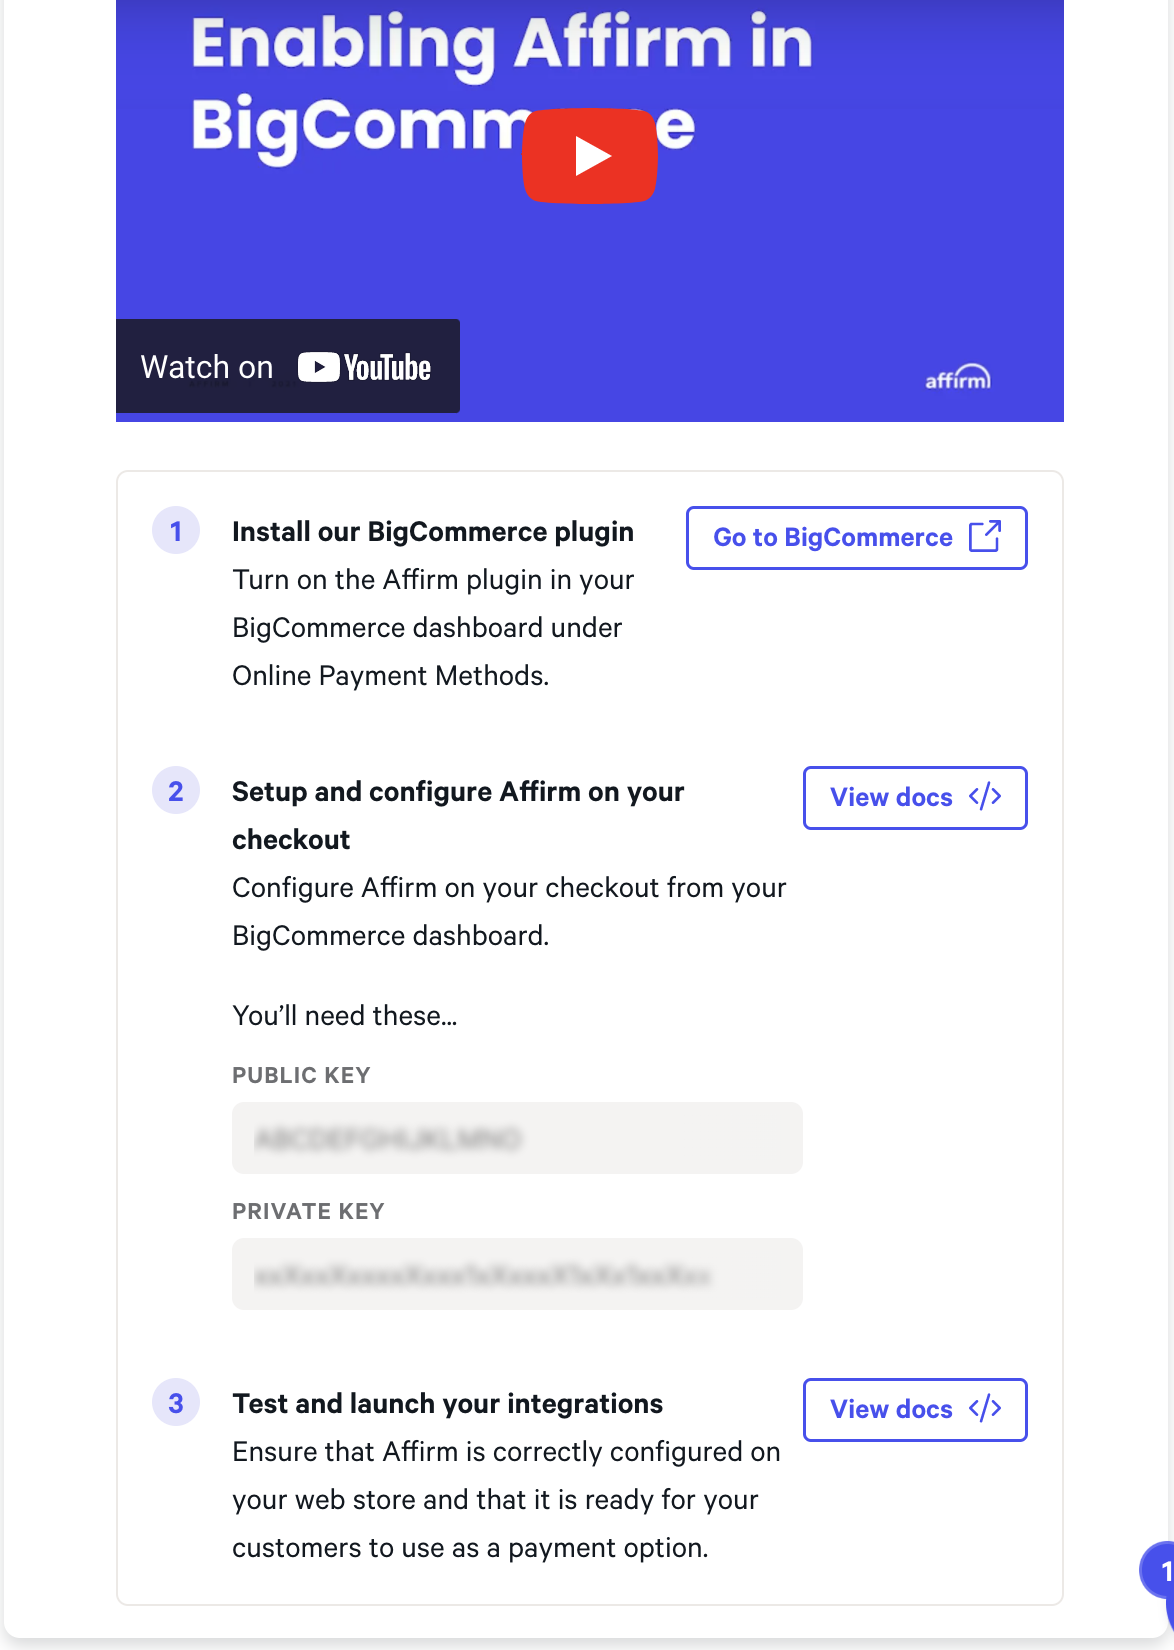 Enabling Affirm in
BigComm e
Watch on YouTube
affirm
1 Install our BigCommerce plugin
Go to BigCommerce
Turn on the Affirm plugin in your
BigCommerce dashboard under
Online Payment Methods.
2 Setup and configure Affirm on your
checkout
View docs </>
Configure Affirm on your checkout from your
BigCommerce dashboard.
You’ll need these…
PUBLIC KEY
ABCDEFGHIJKLMNO
PRIVATE KEY
3 Test and launch your integrations
View docs </>
Ensure that Affirm is correctly configured on
your web store and that it is ready for your
customers to use as a payment option.
1